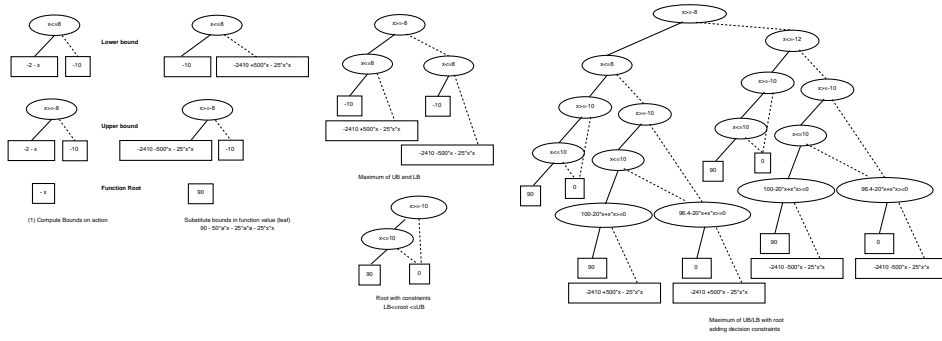 x<=8
Lower bound
-2 - x
-10
x<=8
-10
-2410 +500*x - 25*x*x
x>=-8
Upper bound
-2 - x
-10
x>=-8
-2410 -500*x - 25*x*x
-10
- x
Function Root
90
(1) Compute Bounds on action
Substitute bounds in function value (leaf)
90 - 50*a*x - 25*a*a - 25*x*x
x>=-8
x<=8
x<=8
-10
-10
-2410 +500*x - 25*x*x
-2410 -500*x - 25*x*x
Maximum of UB and LB
x>=-10
x<=10
90
0
Root with constraints
LB<=root <=UB
x>=-8
x<=8
x<=-12
x>=-10
x>=-10
x>=-10
x>=-10
x<=10
x<=10
x<=10
x<=10
90
0
90
0
100-20*x+x*x>=0
96.4-20*x+x*x>=0
100-20*x+x*x>=0
96.4-20*x+x*x>=0
90
0
-2410 -500*x - 25*x*x
-2410 -500*x - 25*x*x
90
0
-2410 +500*x - 25*x*x
-2410 +500*x - 25*x*x
Maximum of UB/LB with root
adding decision constraints